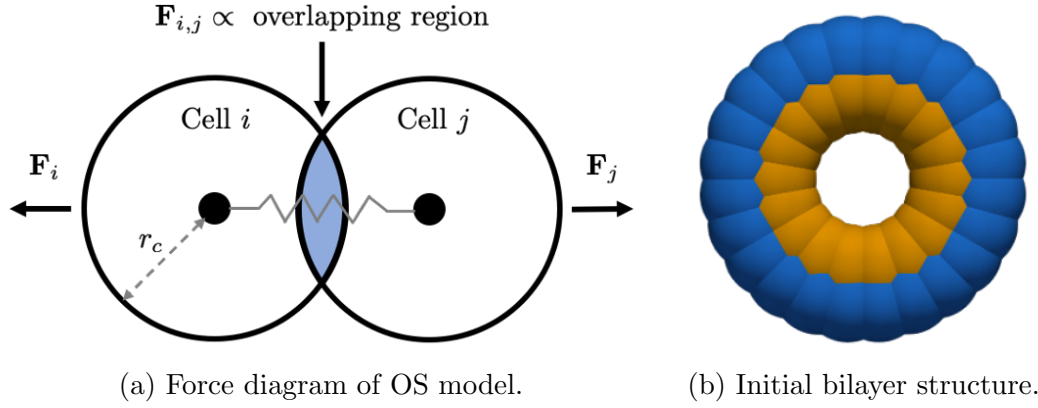 F_{i,j} ∝ overlapping region
Cell i
Cell j
F_i
F_j
r_c
(a) Force diagram of OS model.
(b) Initial bilayer structure.